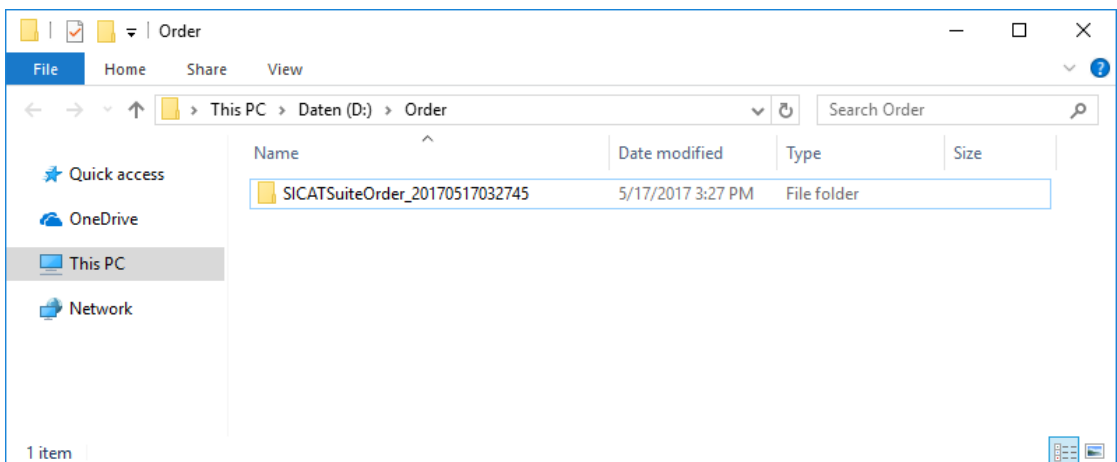 Order
File Home Share View
This PC > Daten (D:) > Order Search Order
Name Date modified Type Size
Quick access
SICATSuiteOrder_20170517032745 5/17/2017 3:27 PM File folder
OneDrive
This PC
Network
1 item